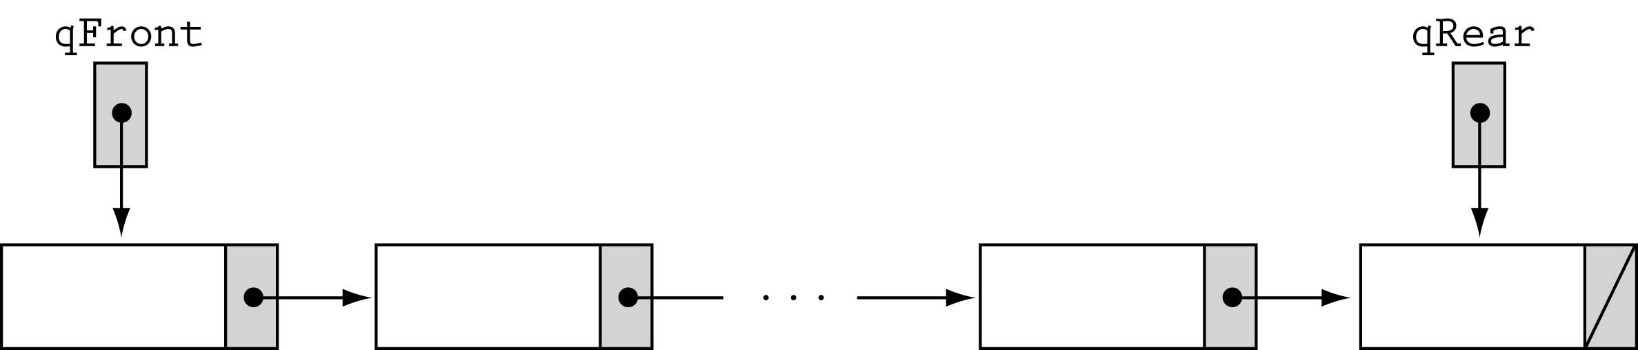 qFront
qRear
. . .